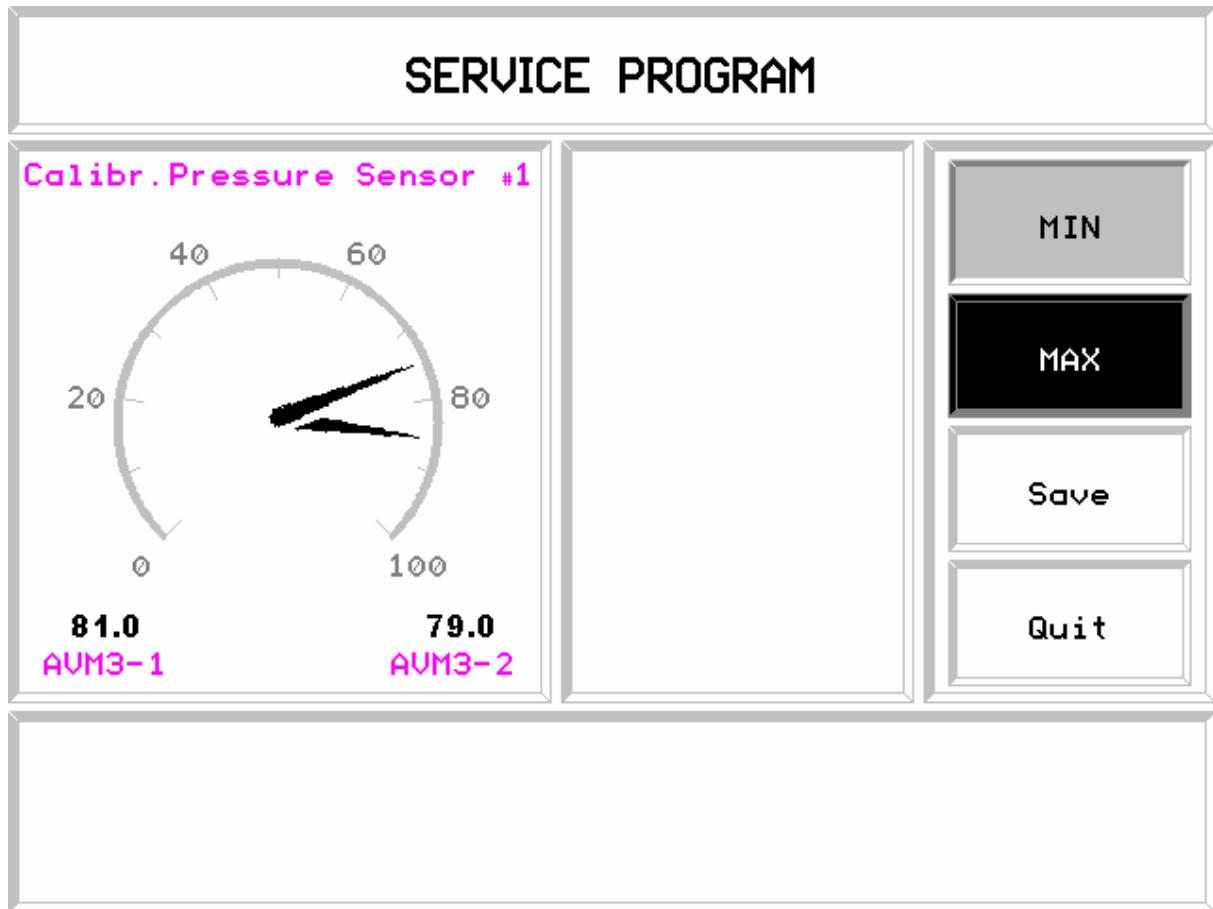 SERVICE PROGRAM
Calibr.Pressure Sensor #1
40 60
20 80
0 100
81.0 79.0
AVM3-1 AVM3-2
MIN
MAX
Save
Quit